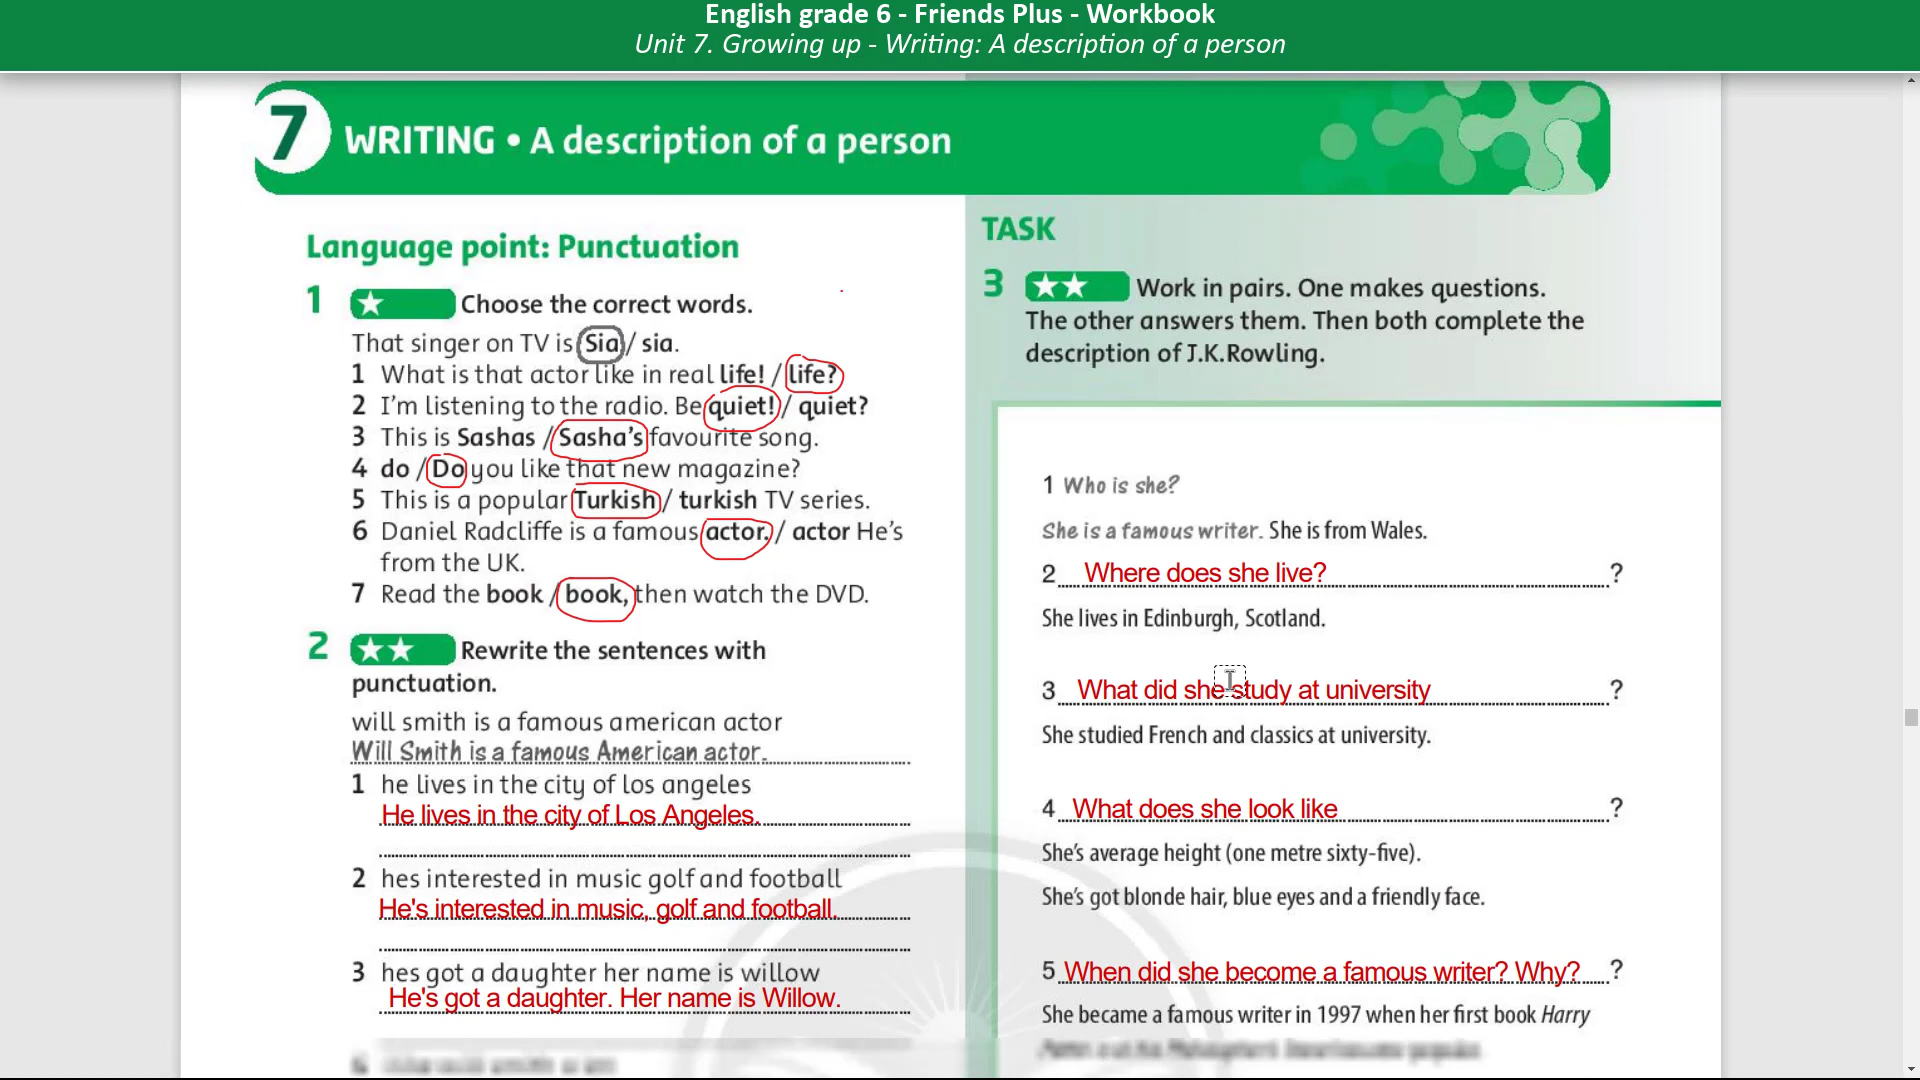 English grade 6 - Friends Plus - Workbook
Unit 7. Growing up - Writing: A description of a person
7 WRITING • A description of a person
Language point: Punctuation
1 Choose the correct words.
That singer on TV is Sia / sia.
1 What is that actor like in real life! / life?
2 I'm listening to the radio. Be quiet! / quiet?
3 This is Sashas / Sasha's favourite song.
4 do / Do you like that new magazine?
5 This is a popular Turkish / turkish TV series.
6 Daniel Radcliffe is a famous actor. / actor He's
from the UK.
7 Read the book / book, then watch the DVD.
2 Rewrite the sentences with
punctuation.
will smith is a famous american actor
Will Smith is a famous American actor.
1 he lives in the city of los angeles
He lives in the city of Los Angeles.
2 hes interested in music golf and football
He's interested in music, golf and football.
3 hes got a daughter her name is willow
He's got a daughter. Her name is Willow.
TASK
3 Work in pairs. One makes questions.
The other answers them. Then both complete the
description of J.K.Rowling.
1 Who is she?
She is a famous writer. She is from Wales.
2 Where does she live? ?
She lives in Edinburgh, Scotland.
3 What did she study at university ?
She studied French and classics at university.
4 What does she look like ?
She's average height (one metre sixty-five).
She's got blonde hair, blue eyes and a friendly face.
5 When did she become a famous writer? Why? ?
She became a famous writer in 1997 when her first book Harry